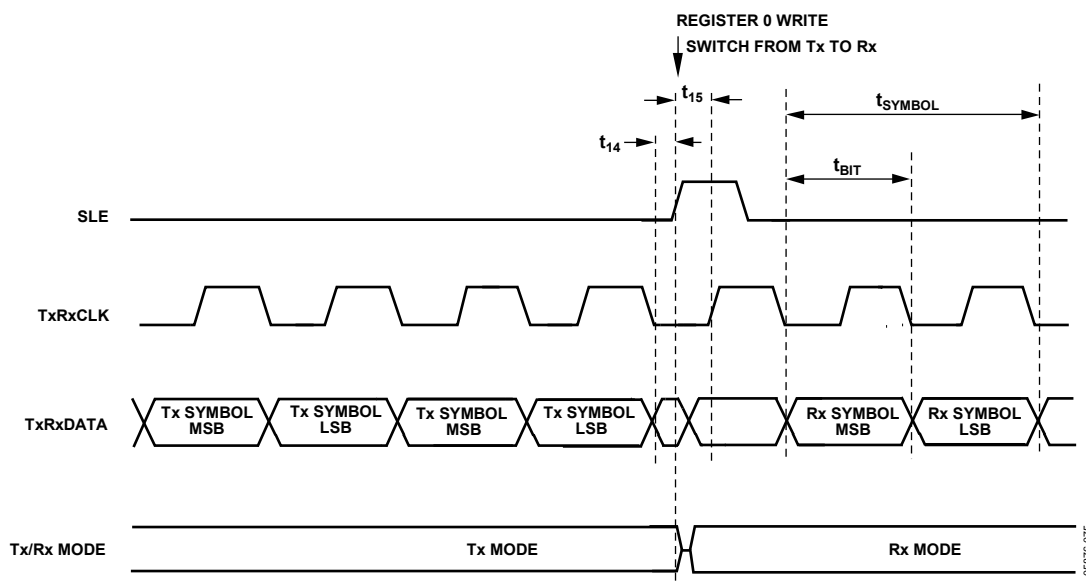 REGISTER 0 WRITE
SWITCH FROM Tx TO Rx
t15
tSYMBOL
t14
tBIT
SLE
TxRxCLK
TxRxDATA
Tx SYMBOL
MSB
Tx SYMBOL
LSB
Tx SYMBOL
MSB
Tx SYMBOL
LSB
Rx SYMBOL
MSB
Rx SYMBOL
LSB
Tx/Rx MODE
Tx MODE
Rx MODE